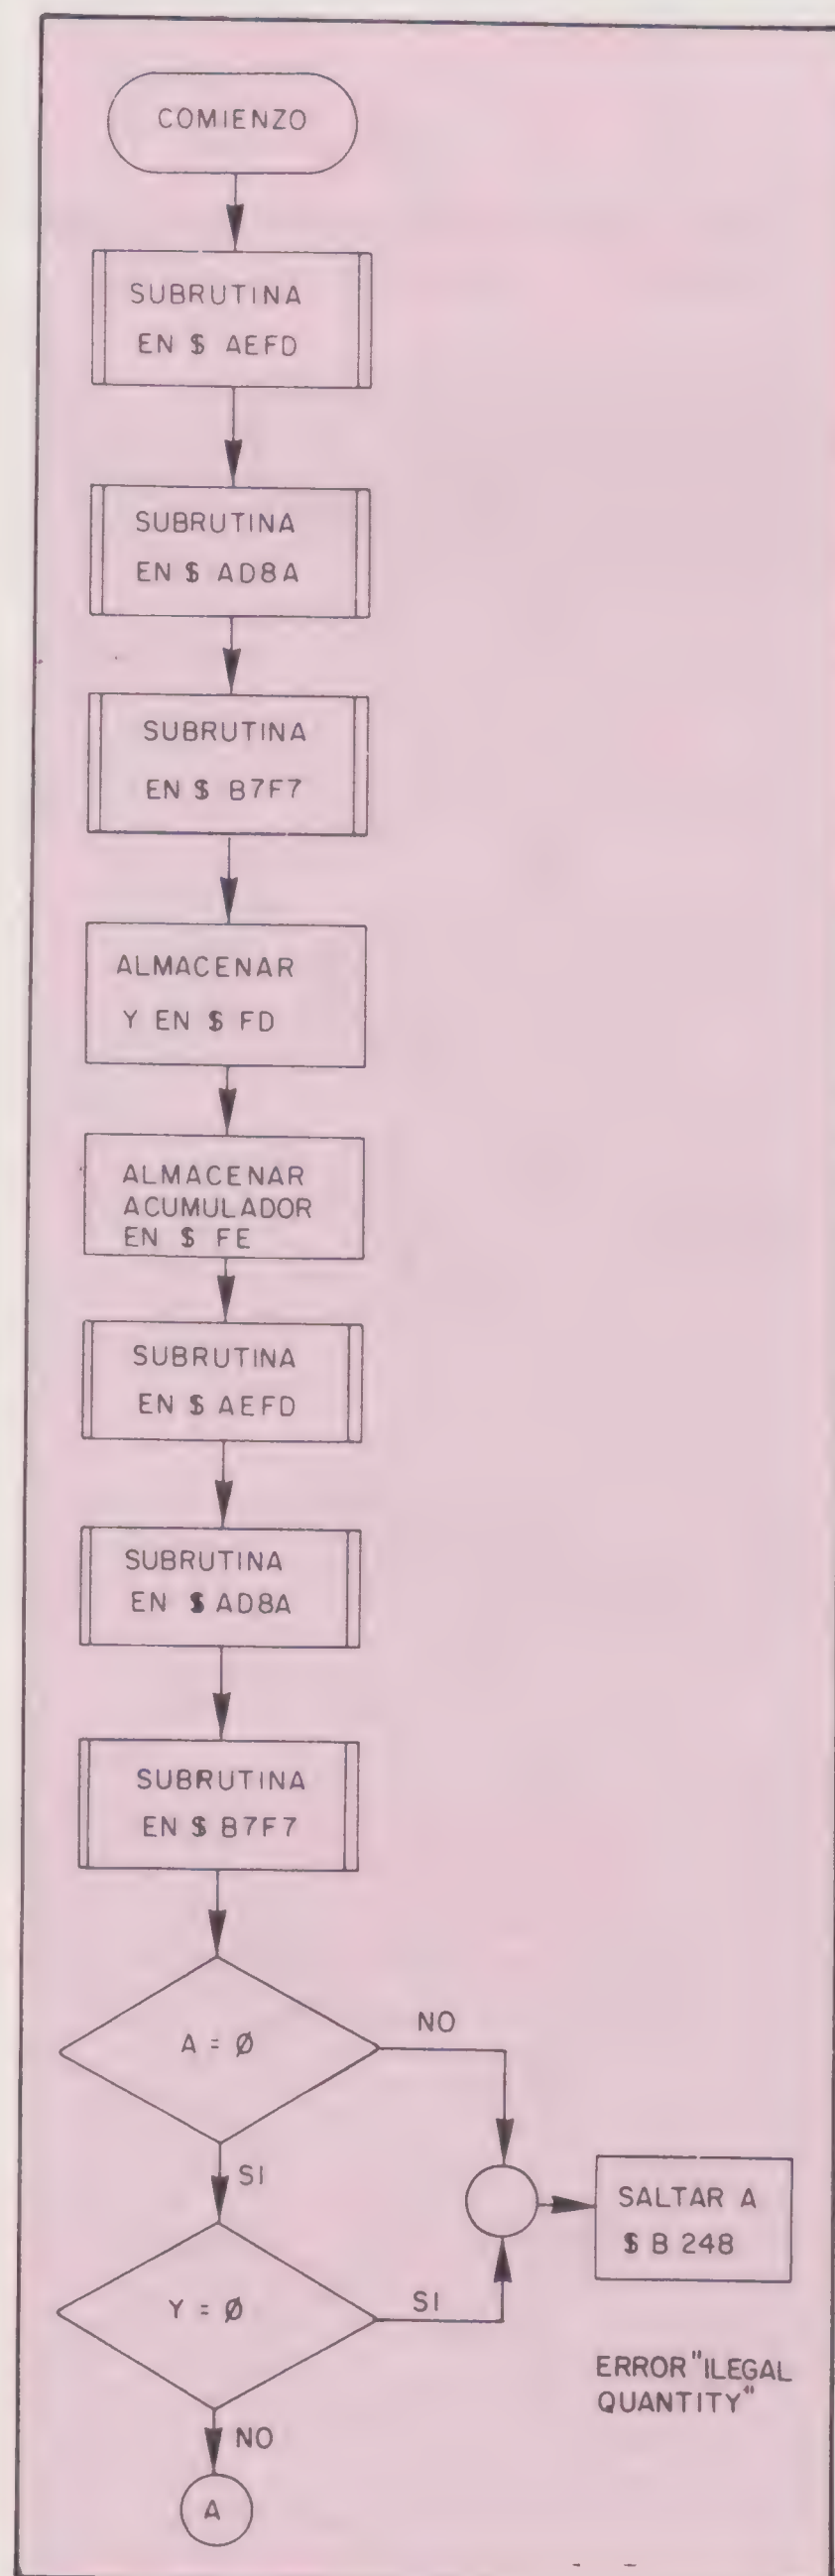 COMIENZO
SUBRUTINA
EN $ AEFD
SUBRUTINA
EN $ AD8A
SUBRUTINA
EN $ B7F7
ALMACENAR
Y EN $ FD
ALMACENAR
ACUMULADOR
EN $ FE
SUBRUTINA
EN $ AEFD
SUBRUTINA
EN $ AD8A
SUBRUTINA
EN $ B7F7
A = Ø
NO
SI
SALTAR A
$ B 248
Y = Ø
SI
ERROR "ILEGAL
QUANTITY"
NO
A